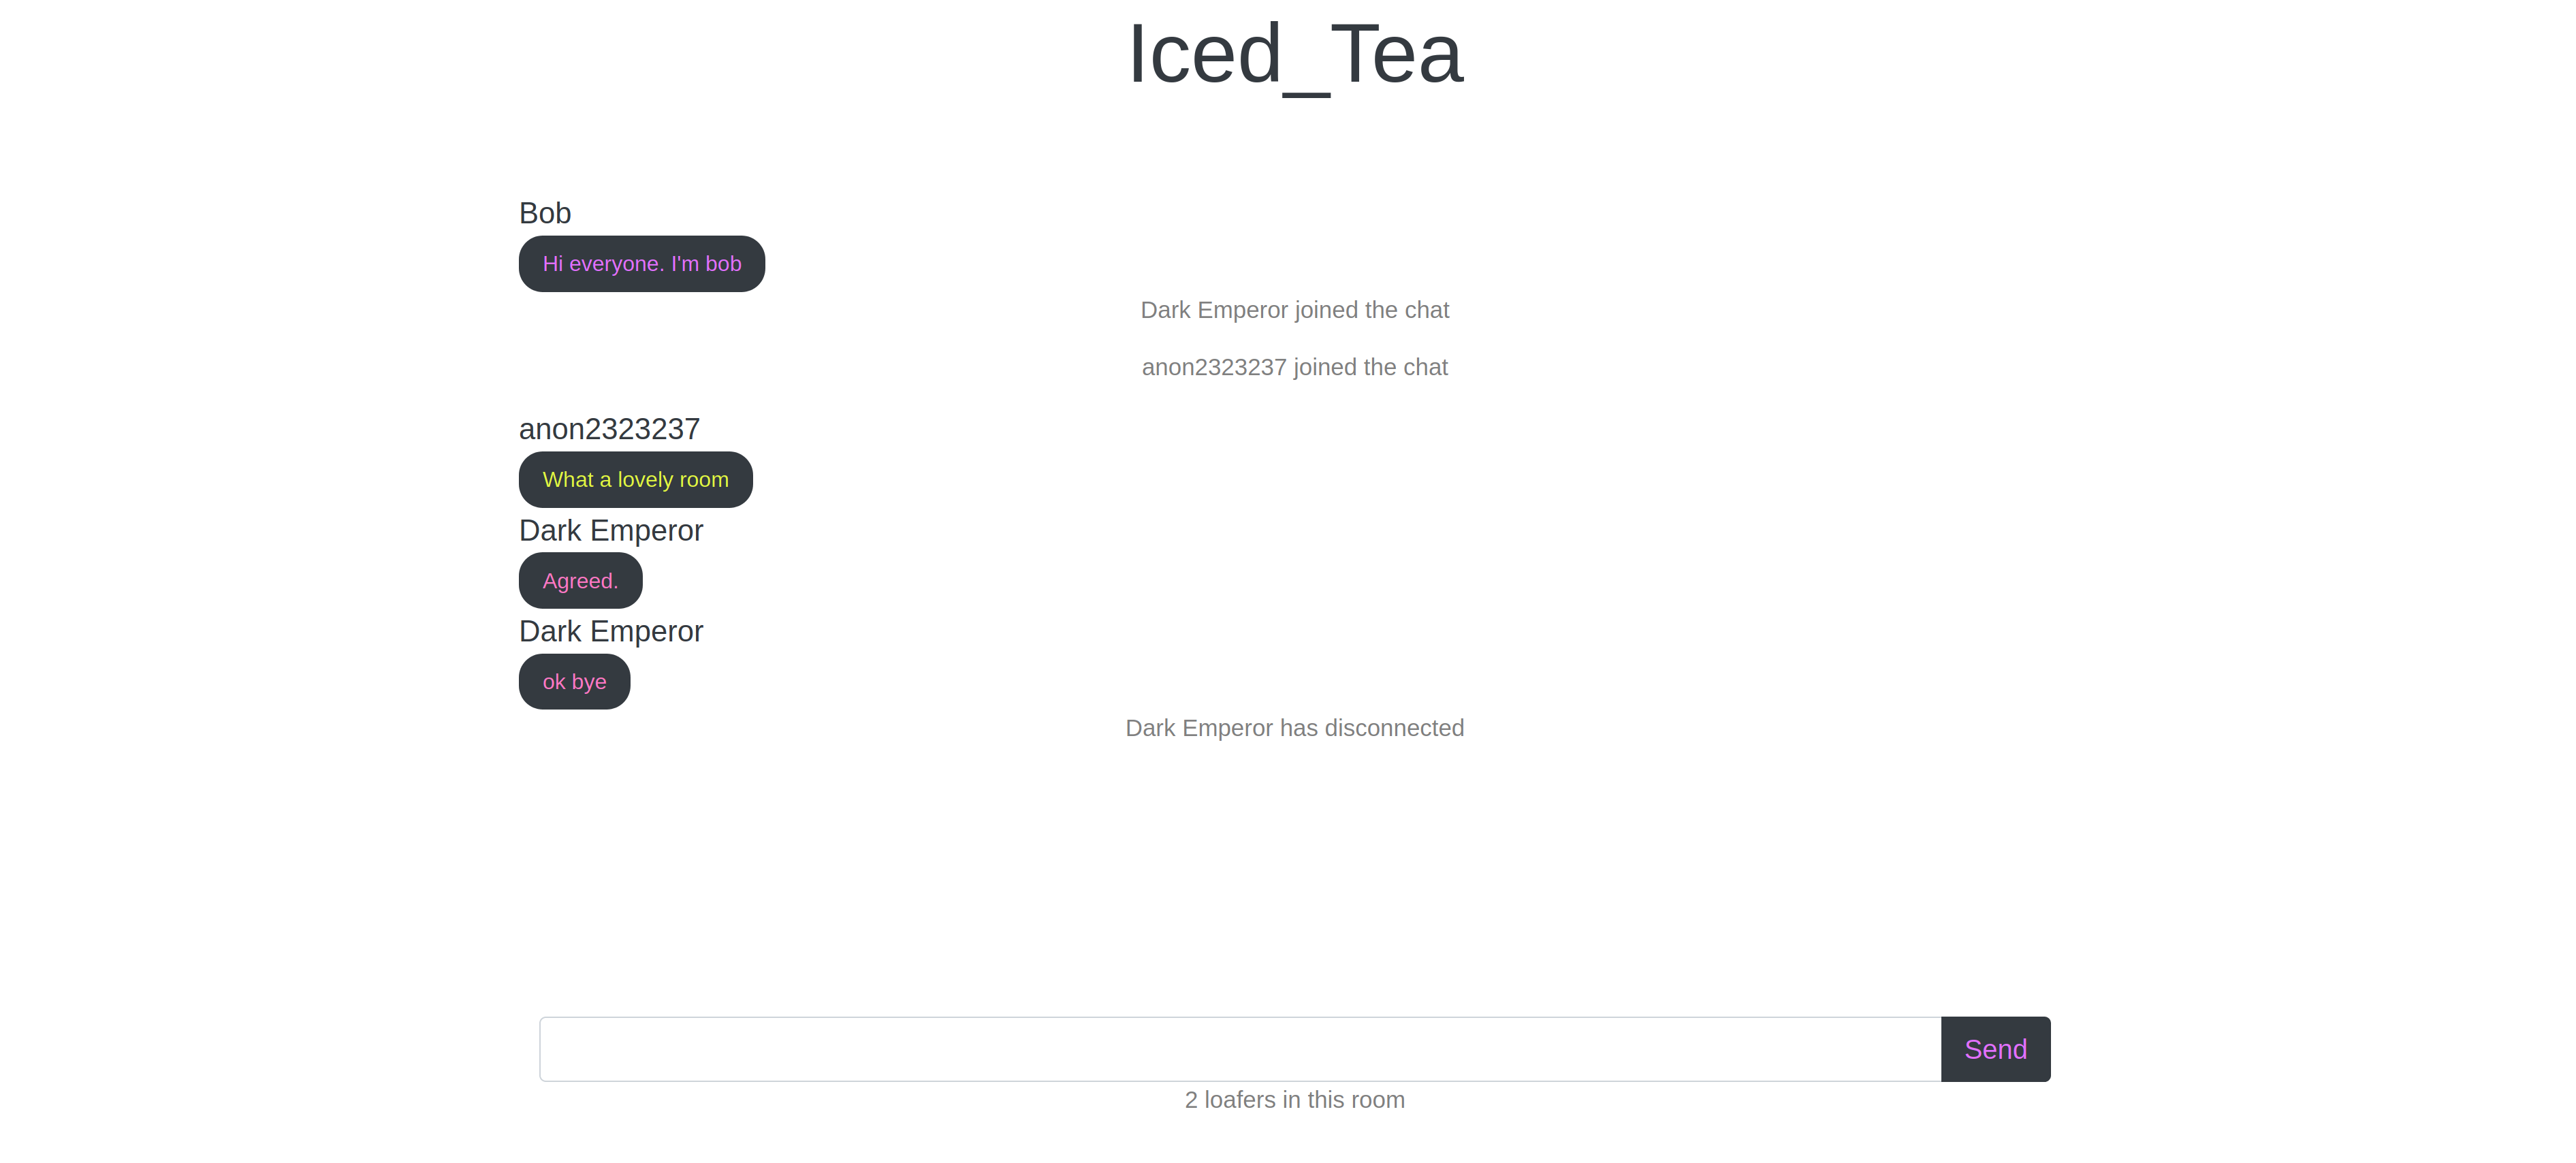 Iced_Tea
Bob
Hi everyone. I'm bob
Dark Emperor joined the chat
anon2323237 joined the chat
anon2323237
What a lovely room
Dark Emperor
Agreed.
Dark Emperor
ok bye
Dark Emperor has disconnected
Send
2 loafers in this room